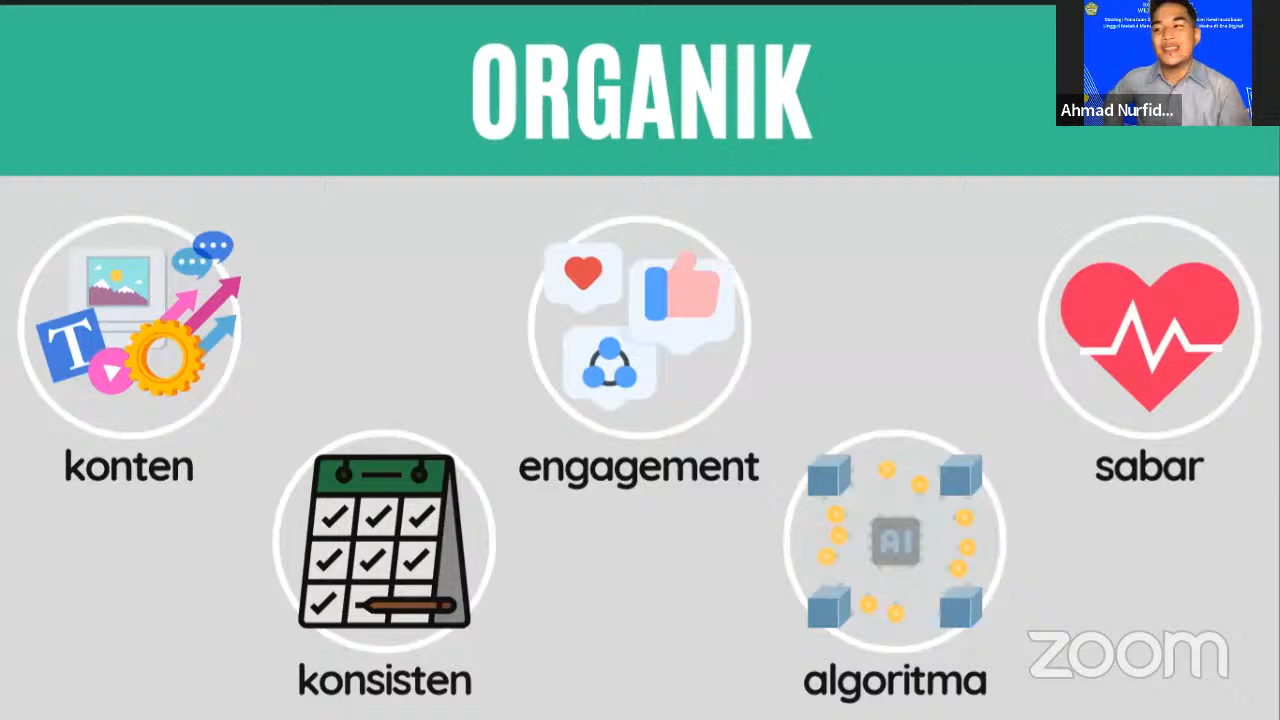 ORGANIK
Ahmad Nurfid...
T
konten
engagement
sabar
AI
konsisten
algoritma
zoom